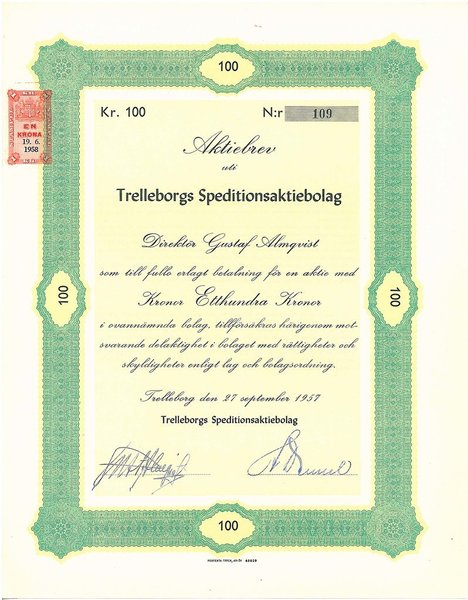 100
Kr. 100 N:r 109
EN
KRONA
19. 6.
1958
Aktiebrev
uti
Trelleborgs Speditionsaktiebolag
Direktör Gustaf Almqvist
som till fullo erlagt betalning för en aktie med
Kronor Etthundra Kronor
i ovannämnda bolag, tillförsäkras härigenom mot-
svarande delaktighet i bolaget med rättigheter och
skyldigheter enligt lag och bolagsordning.
100
100
Trelleborg den 27 september 1957
Trelleborgs Speditionsaktiebolag
100